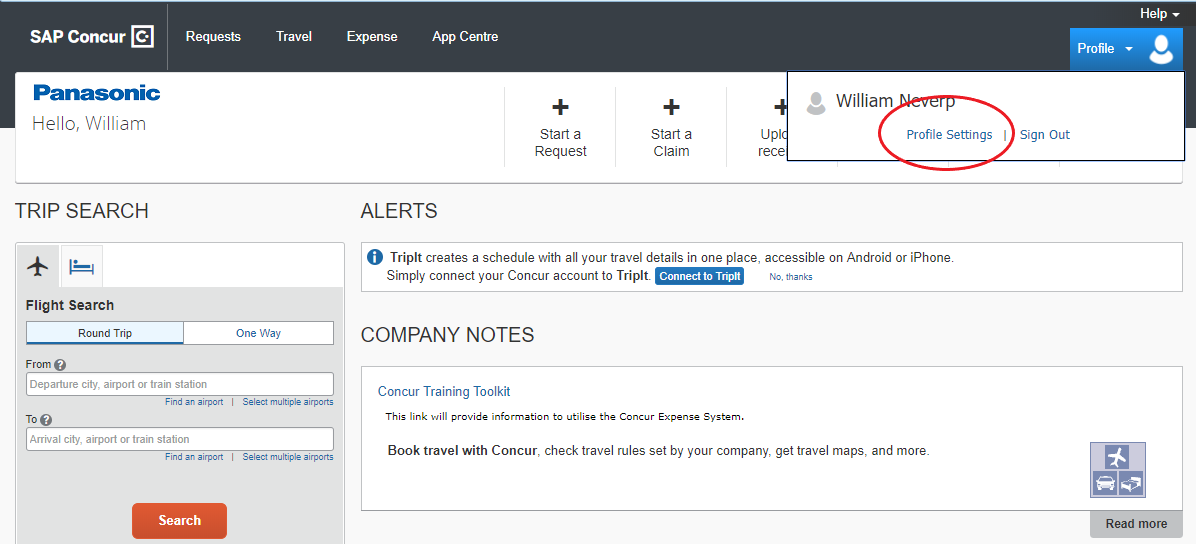 Help
SAP Concur
Requests
Travel
Expense
App Centre
Profile
Panasonic
Hello, William
Start a
Request
Start a
Claim
William Neverp
Profile Settings | Sign Out
TRIP SEARCH
Flight Search
Round Trip
One Way
From ?
Departure city, airport or train station
Find an airport | Select multiple airports
To ?
Arrival city, airport or train station
Find an airport | Select multiple airports
Search
ALERTS
TripIt creates a schedule with all your travel details in one place, accessible on Android or iPhone.
Simply connect your Concur account to TripIt. Connect to TripIt No, thanks
COMPANY NOTES
Concur Training Toolkit
This link will provide information to utilise the Concur Expense System.
Book travel with Concur, check travel rules set by your company, get travel maps, and more.
Read more